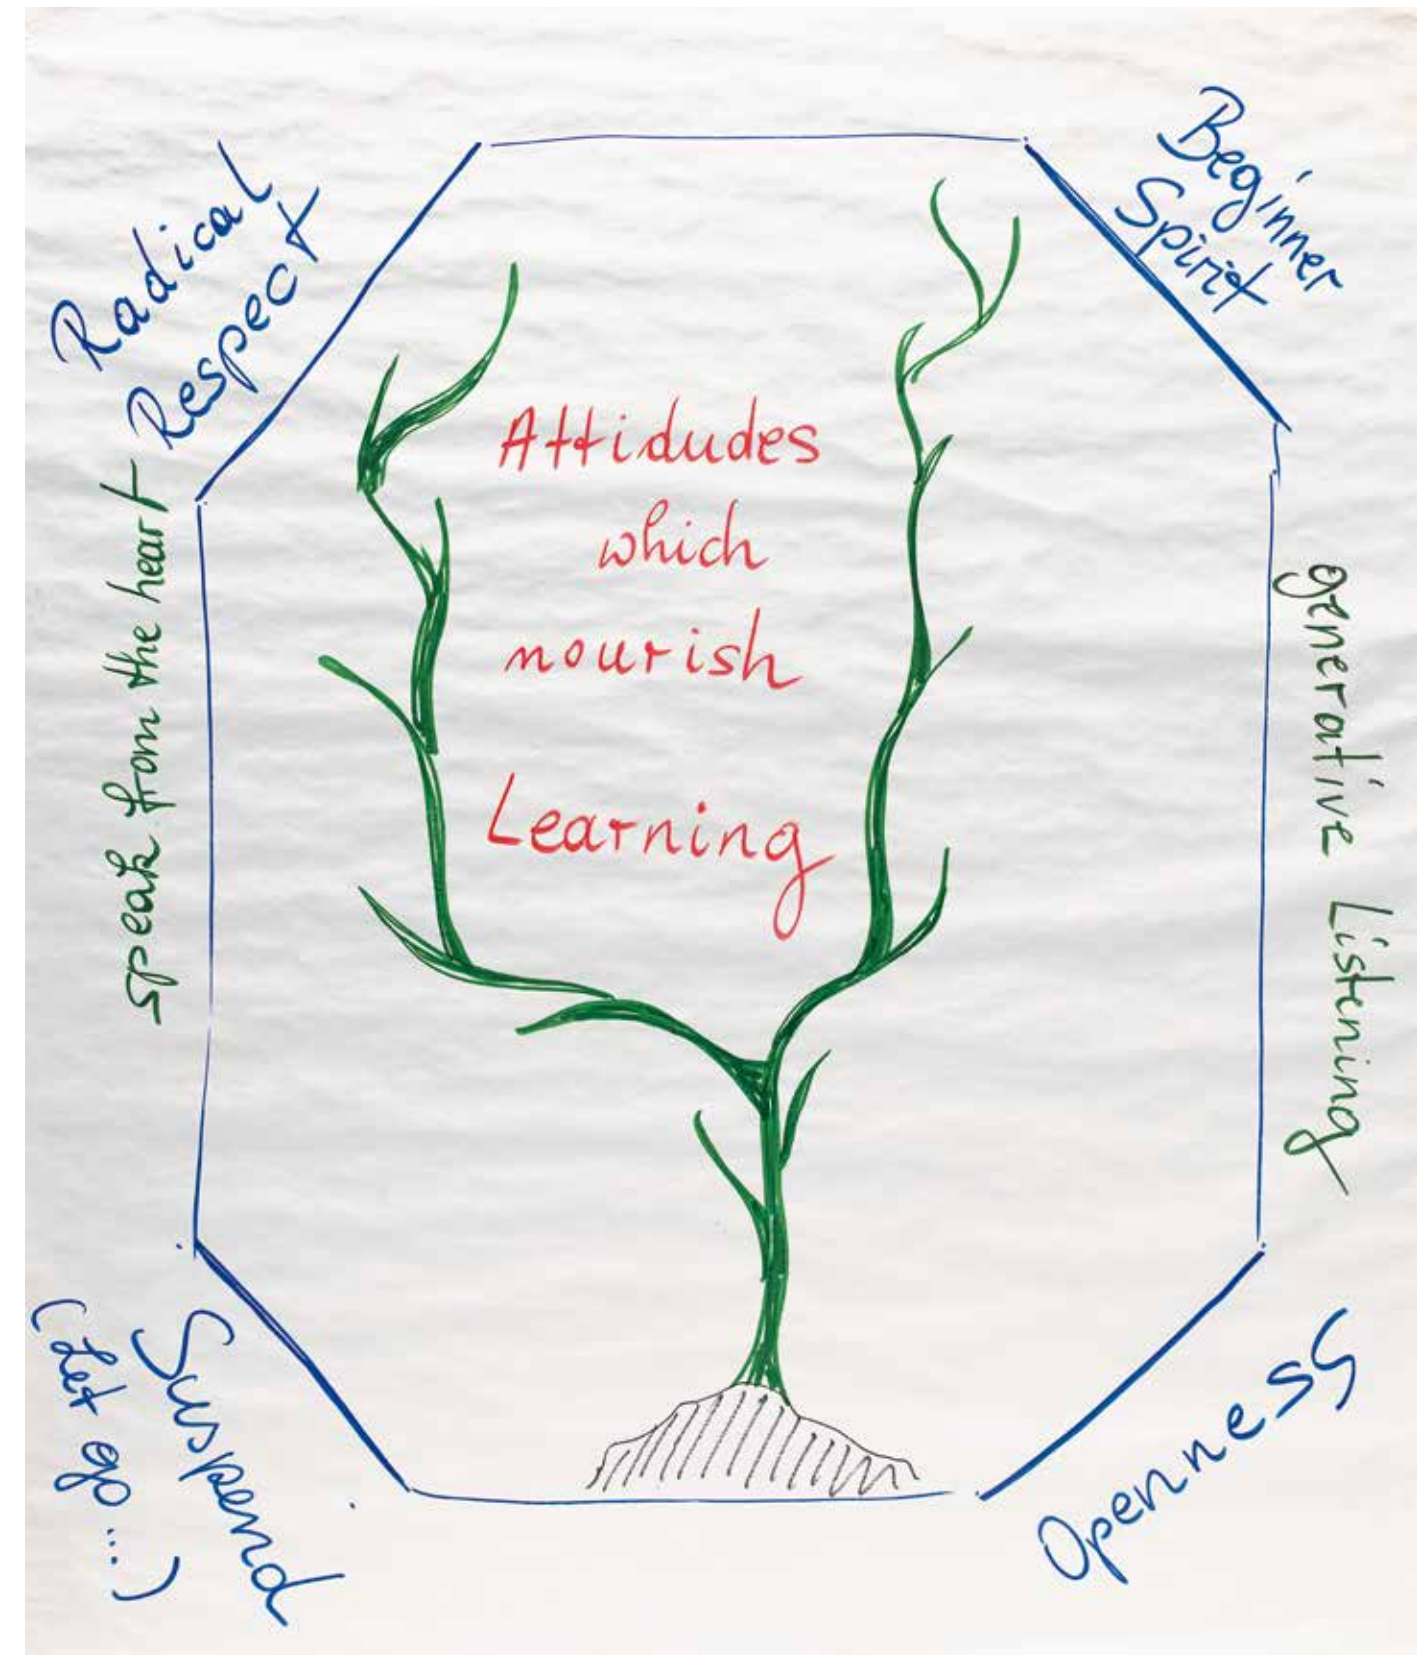 Radical
Respect
Beginner
Spirit
speak from the heart
Attidudes
which
nourish
Learning
generative Listening
Suspend
(Let go ...)
Openness